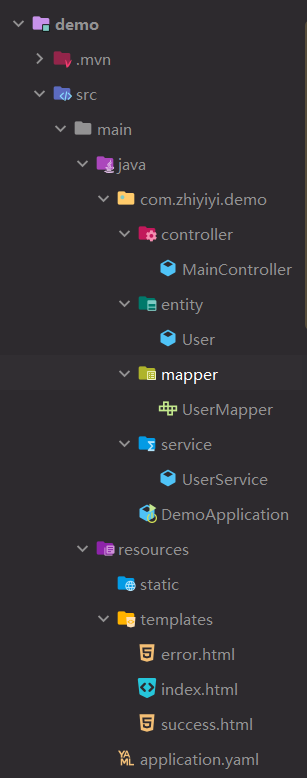 demo
.mvn
src
main
java
com.zhiyiyi.demo
controller
MainController
entity
User
mapper
UserMapper
service
UserService
DemoApplication
resources
static
templates
error.html
index.html
success.html
application.yaml